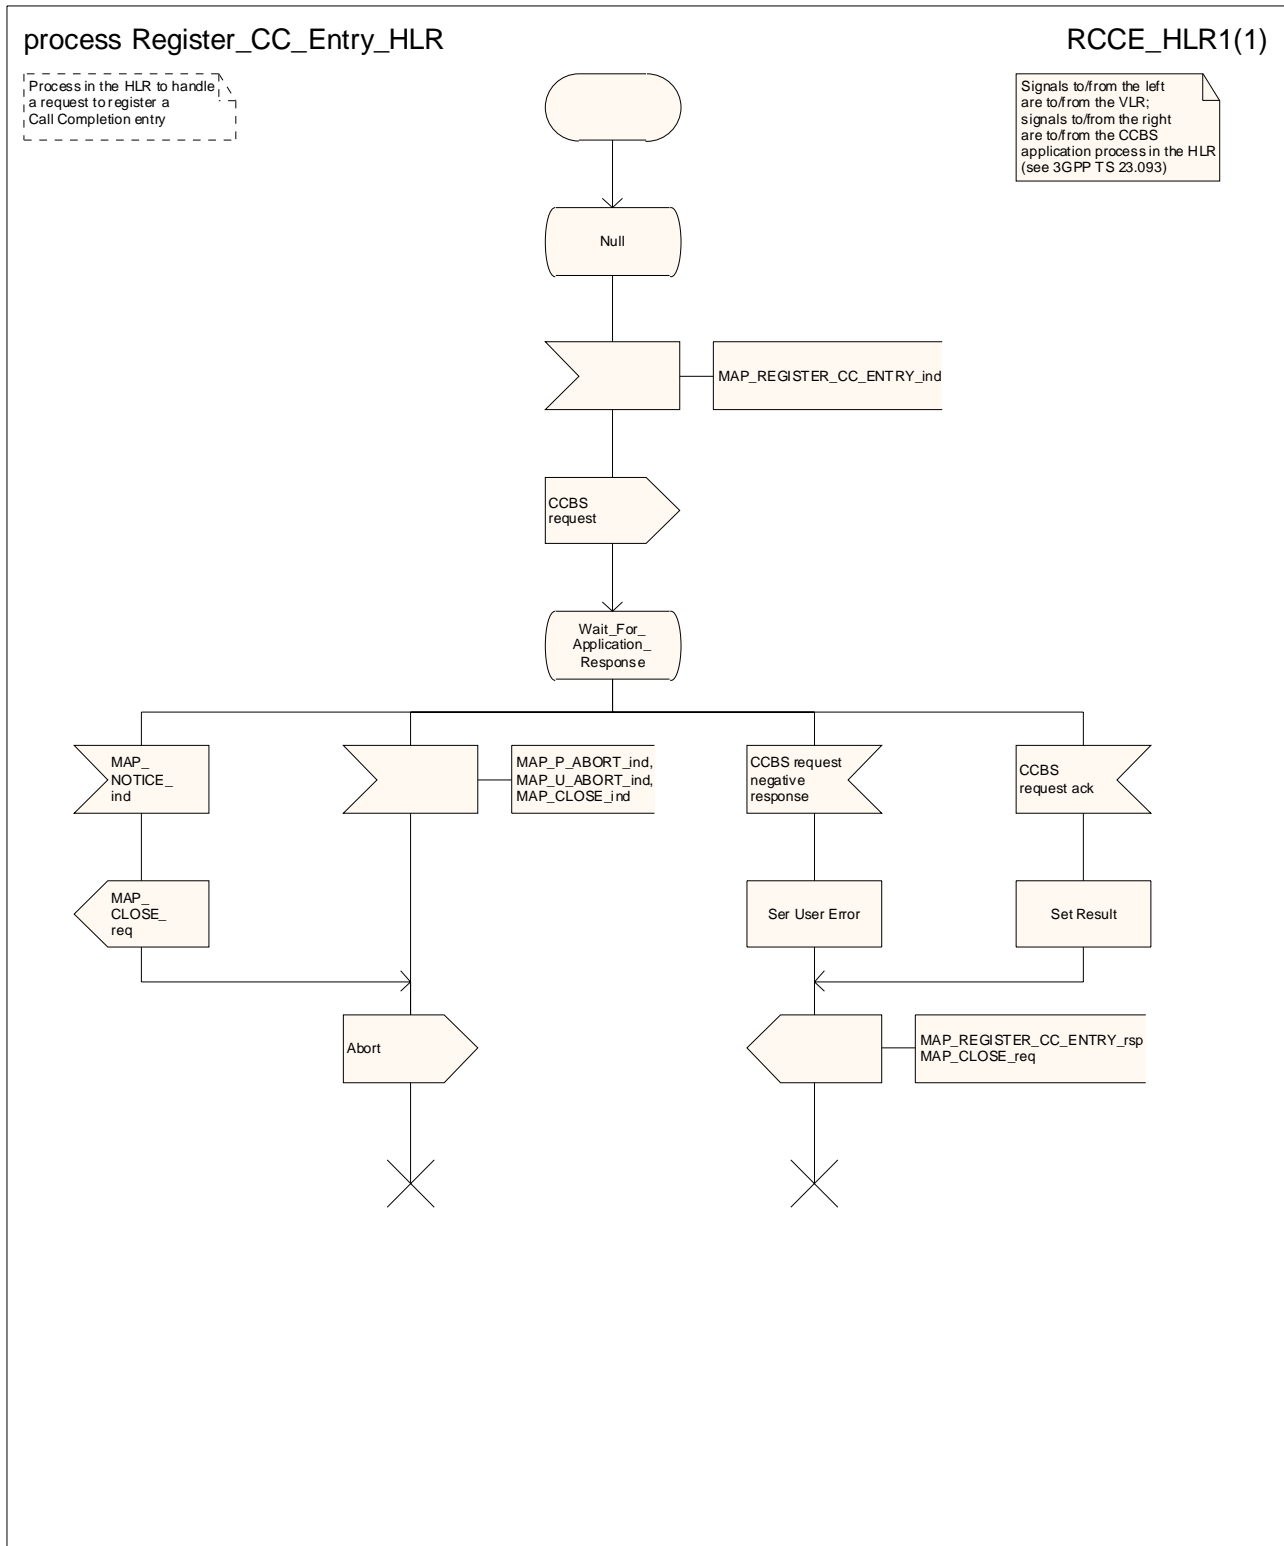 process Register_CC_Entry_HLR
RCCE_HLR1(1)
Process in the HLR to handle
a request to register a
Call Completion entry
Signals to/from the left
are to/from the VLR;
signals to/from the right
are to/from the CCBS
application process in the HLR
(see 3GPP TS 23.093)
Null
MAP_REGISTER_CC_ENTRY_ind
CCBS
request
Wait_For_
Application_
Response
MAP_
NOTICE_
ind
MAP_P_ABORT_ind,
MAP_U_ABORT_ind,
MAP_CLOSE_ind
CCBS request
negative
response
CCBS
request ack
MAP_
CLOSE_
req
Ser User Error
Set Result
Abort
MAP_REGISTER_CC_ENTRY_rsp
MAP_CLOSE_req